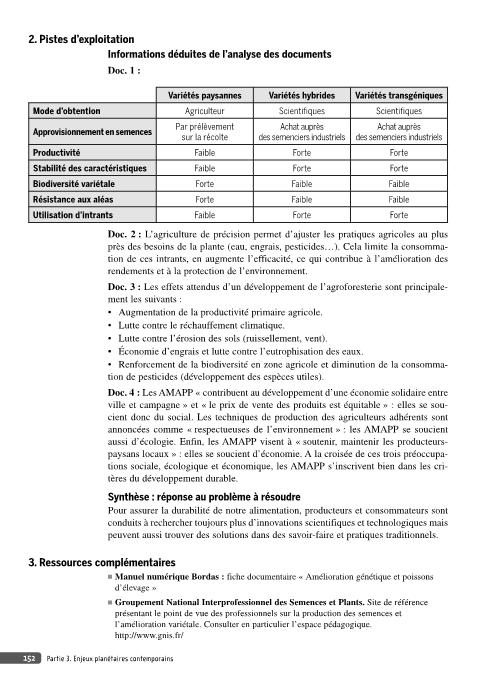 2. Pistes d'exploitation
Informations déduites de l'analyse des documents
Doc. 1 :
Variétés paysannes Variétés hybrides Variétés transgéniques
Mode d'obtention Agriculteur Scientifiques Scientifiques
Approvisionnement en semences Par prélèvement sur la récolte Achat auprès des semenciers industriels Achat auprès des semenciers industriels
Productivité Faible Forte Forte
Stabilité des caractéristiques Faible Forte Forte
Biodiversité variétale Forte Faible Faible
Résistance aux aléas Forte Faible Faible
Utilisation d'intrants Faible Forte Forte
Doc. 2 : L'agriculture de précision permet d'ajuster les pratiques agricoles au plus
près des besoins de la plante (eau, engrais, pesticides…). Cela limite la consomma-
tion de ces intrants, en augmente l'efficacité, ce qui contribue à l'amélioration des
rendements et à la protection de l'environnement.
Doc. 3 : Les effets attendus d'un développement de l'agroforesterie sont principale-
ment les suivants :
• Augmentation de la productivité primaire agricole.
• Lutte contre le réchauffement climatique.
• Lutte contre l'érosion des sols (ruissellement, vent).
• Économie d'engrais et lutte contre l'eutrophisation des eaux.
• Renforcement de la biodiversité en zone agricole et diminution de la consomma-
tion de pesticides (développement des espèces utiles).
Doc. 4 : Les AMAPP « contribuent au développement d'une économie solidaire entre
ville et campagne » et « le prix de vente des produits est équitable » : elles se sou-
cient donc du social. Les techniques de production des agriculteurs adhérents sont
annoncées comme « respectueuses de l'environnement » : les AMAPP se soucient
aussi d'écologie. Enfin, les AMAPP visent à « soutenir, maintenir les producteurs-
paysans locaux » : elles se soucient d'économie. A la croisée de ces trois préoccupa-
tions sociale, écologique et économique, les AMAPP s'inscrivent bien dans les cri-
tères du développement durable.
Synthèse : réponse au problème à résoudre
Pour assurer la durabilité de notre alimentation, producteurs et consommateurs sont
conduits à rechercher toujours plus d'innovations scientifiques et technologiques mais
peuvent aussi trouver des solutions dans des savoir-faire et pratiques traditionnels.
3. Ressources complémentaires
■ Manuel numérique Bordas : fiche documentaire « Amélioration génétique et poissons
d'élevage »
■ Groupement National Interprofessionnel des Semences et Plants. Site de référence
présentant le point de vue des professionnels sur la production des semences et
l'amélioration variétale. Consulter en particulier l'espace pédagogique.
http://www.gnis.fr/
152 Partie 3. Enjeux planétaires contemporains